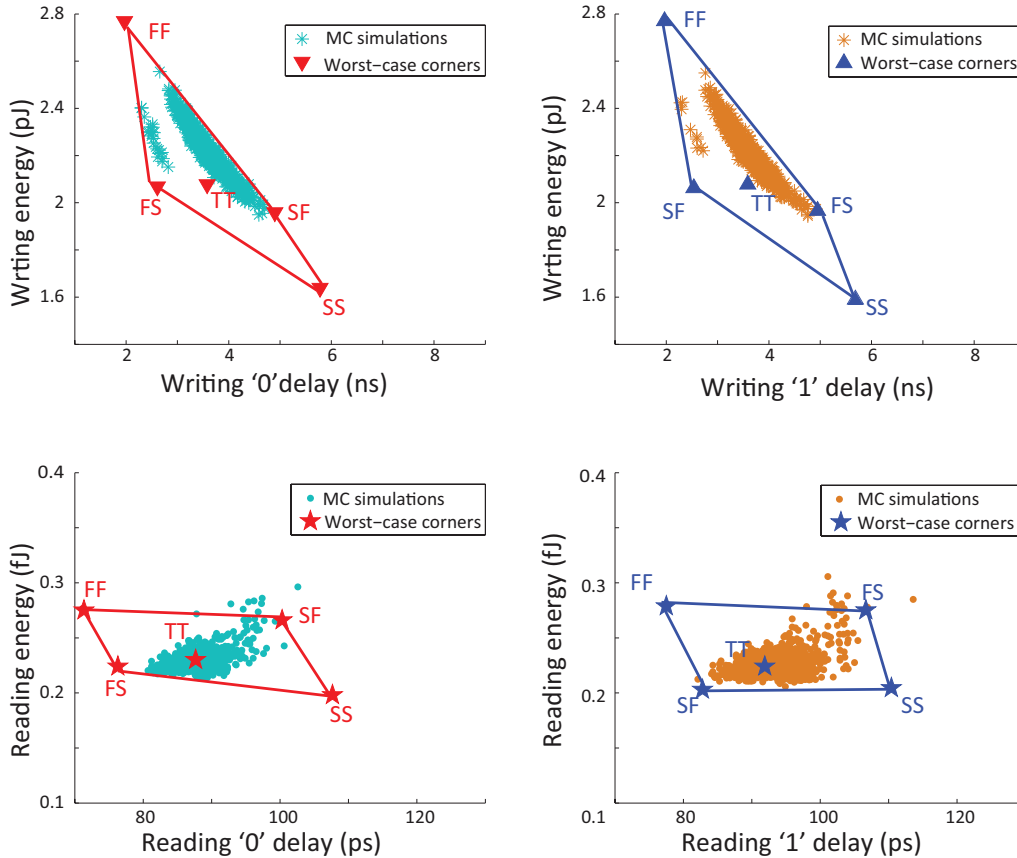 2.8
FF
MC simulations
Worst−case corners
2.4
2
1.6
FS
TT
SF
SS
2 4 6 8
Wrting energy (pJ)
Writing ‘0’delay (ns)
2.8
FF
MC simulations
Worst−case corners
2.4
2
1.6
SF
TT
FS
SS
2 4 6 8
Wrting energy (pJ)
Writing ‘1’ delay (ns)
0.4
MC simulations
Worst−case corners
0.3
0.2
0.1
FF
SF
TT
FS
SS
80 100 120
Reading energy (fJ)
Reading ‘0’ delay (ps)
0.4
MC simulations
Worst−case corners
0.3
0.2
0.1
FF
FS
TT
SF
SS
80 100 120
Reading energy (fJ)
Reading ‘1’ delay (ps)